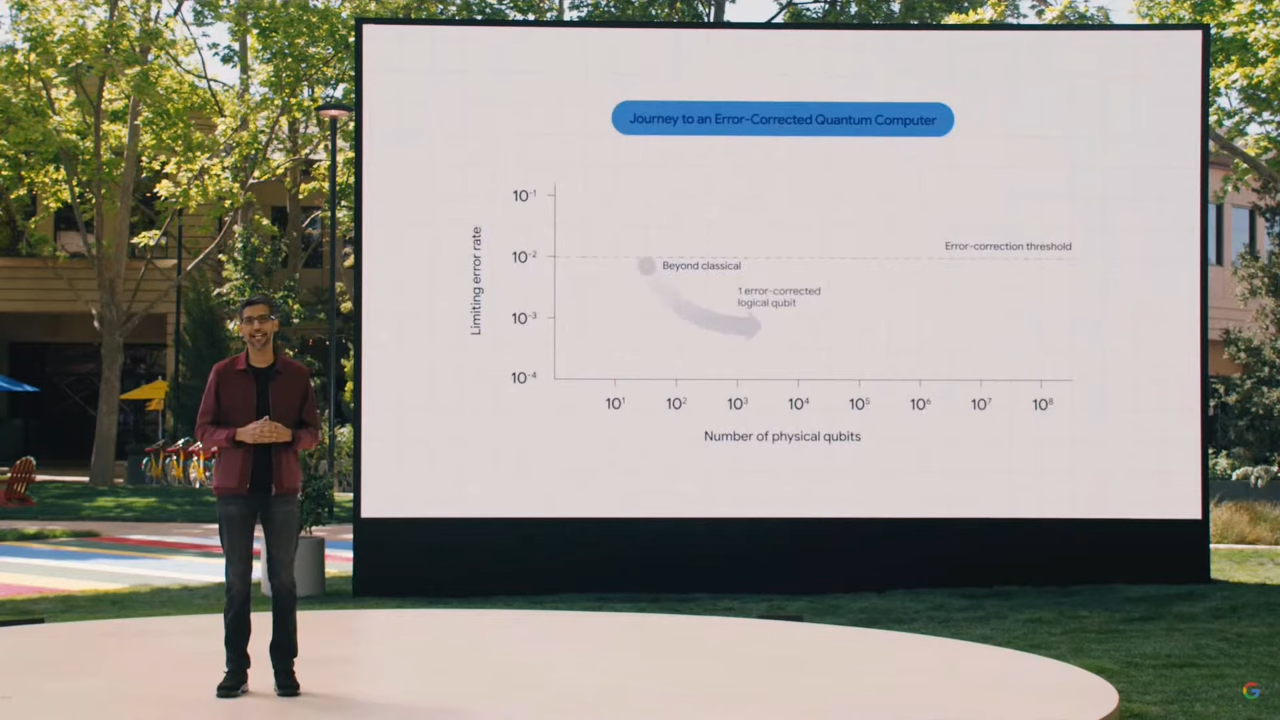 Journey to an Error-Corrected Quantum Computer
10⁻¹
Error-correction threshold
10⁻²
Beyond classical
1 error-corrected
logical qubit
10⁻³
Limiting error rate
10⁻⁴
10¹ 10² 10³ 10⁴ 10⁵ 10⁶ 10⁷ 10⁸
Number of physical qubits
G